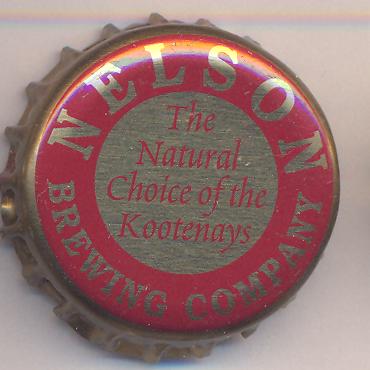 NELSON
The
Natural
Choice of the
Kootenays
BREWING COMPANY